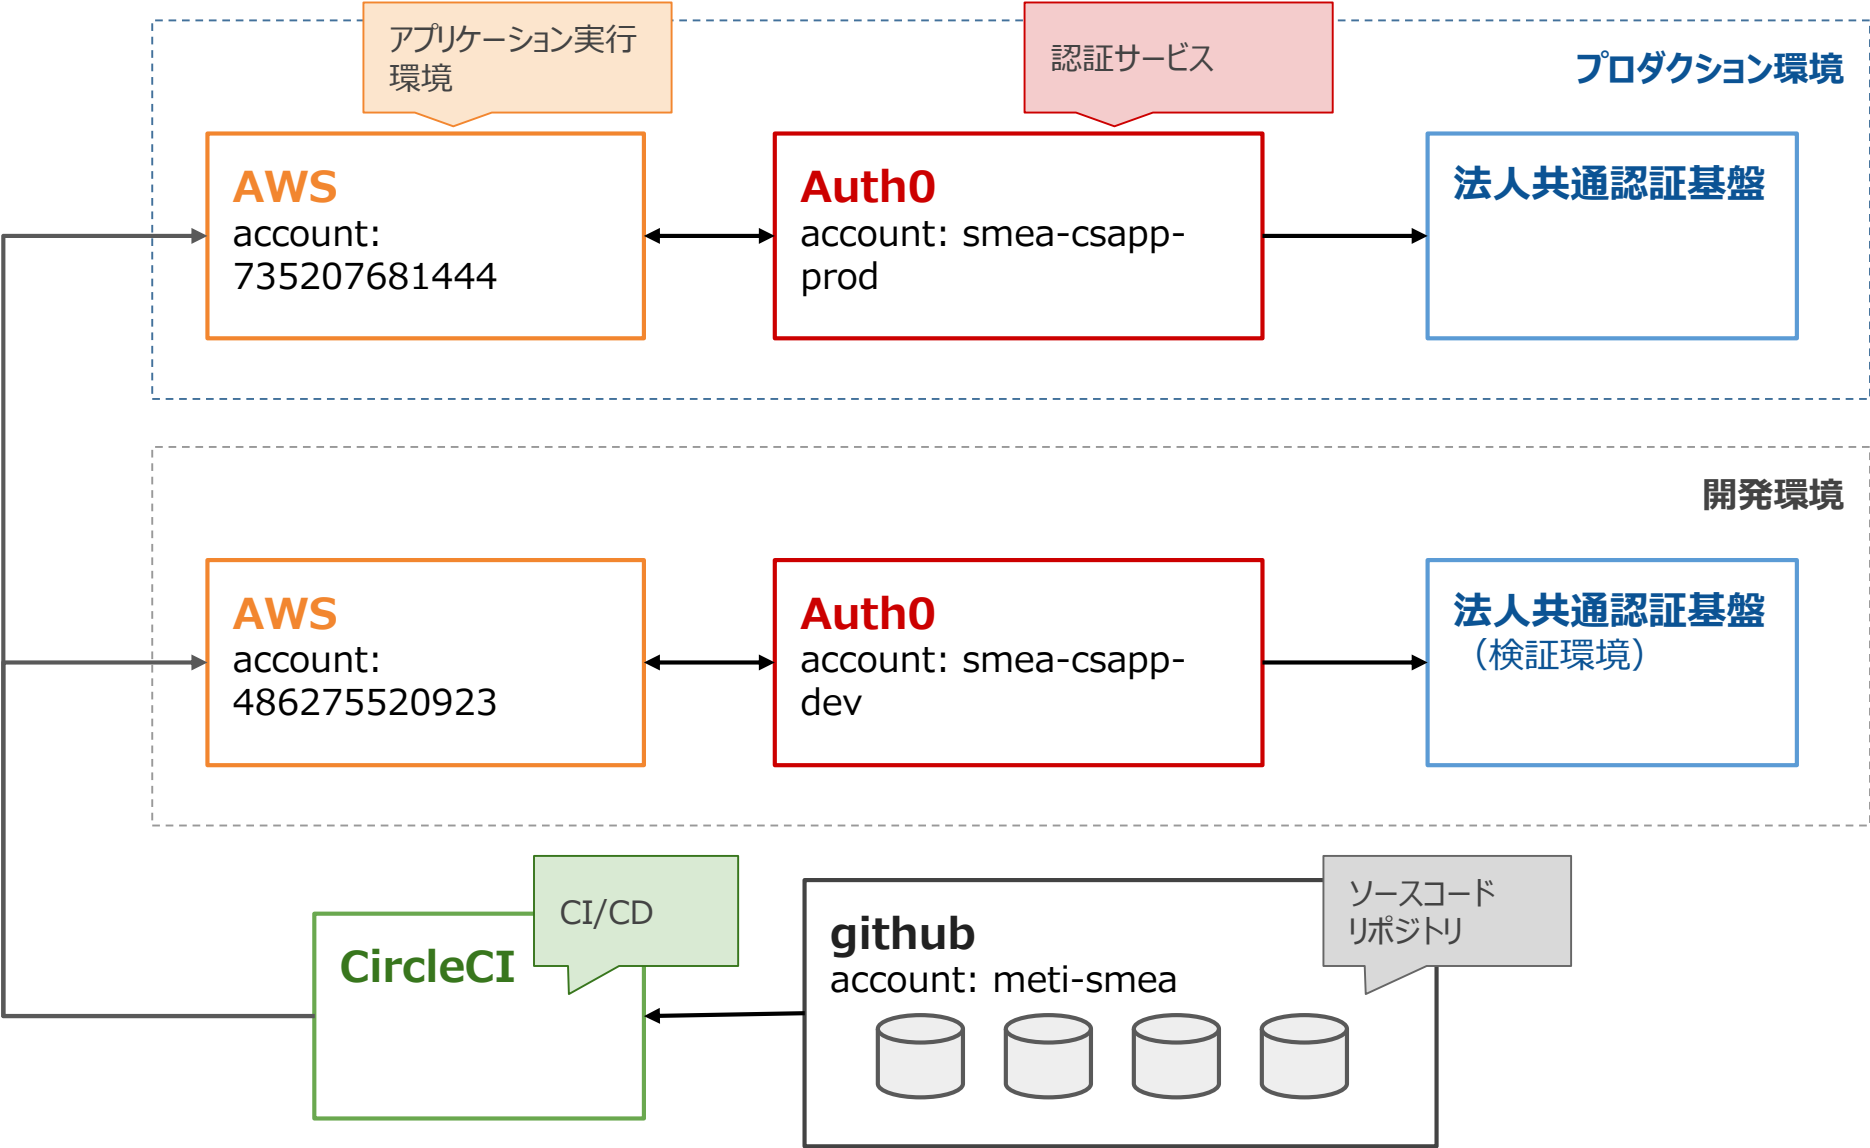 アプリケーション実行
環境
認証サービス
プロダクション環境
AWS
account:
735207681444
Auth0
account: smea-csapp-
prod
法人共通認証基盤
開発環境
AWS
account:
486275520923
Auth0
account: smea-csapp-
dev
法人共通認証基盤
（検証環境）
CircleCI
CI/CD
github
account: meti-smea
ソースコード
リポジトリ